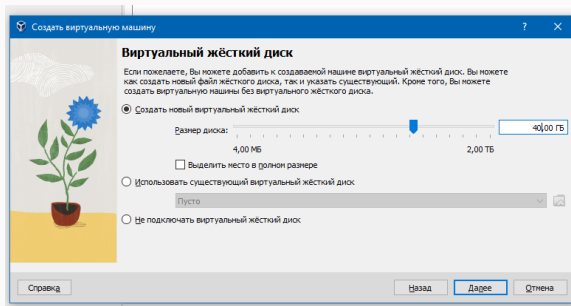 Создать виртуальную машину
Виртуальный жёсткий диск
Если пожелаете, Вы можете добавить к создаваемой машине виртуальный жёсткий диск. Вы можете
как создать новый файл жёсткого диска, так и указать существующий. Кроме того, Вы можете
создать виртуальную машины без виртуального жёсткого диска.
Создать новый виртуальный жёсткий диск
Размер диска:
40,00 ГБ
4,00 МБ
2,00 ТБ
Выделить место в полном размере
Использовать существующий виртуальный жёсткий диск
Пусто
Не подключать виртуальный жёсткий диск
Справка
Назад
Далее
Отмена